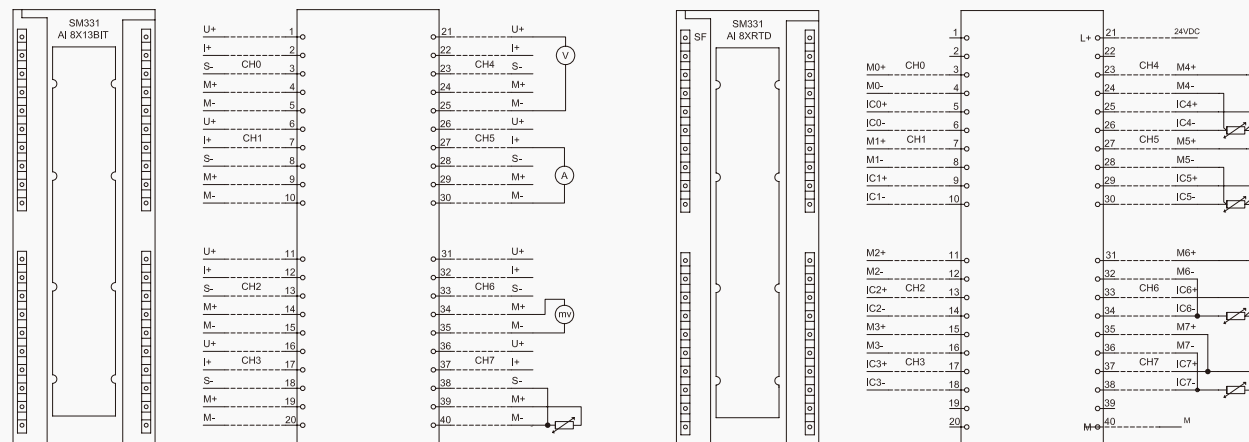 SM331
AI 8X13BIT
U+ 1
I+ 2
S- CH0 3
M+ 4
M- 5
U+ 6
I+ CH1 7
S- 8
M+ 9
M- 10
U+ 11
I+ 12
S- CH2 13
M+ 14
M- 15
U+ 16
I+ CH3 17
S- 18
M+ 19
M- 20
21 U+
22 I+
23 CH4 S-
24 M+
25 M-
V
26 U+
27 CH5 I+
28 S-
29 M+
30 M-
A
31 U+
32 I+
33 CH6 S-
34 M+
35 M-
mv
36 U+
37 CH7 I+
38 S-
39 M+
40 M-
SM331
AI 8XRTD
SF
1
2
M0+ CH0 3
M0- 4
IC0+ 5
IC0- 6
M1+ CH1 7
M1- 8
IC1+ 9
IC1- 10
M2+ 11
M2- 12
IC2+ CH2 13
IC2- 14
M3+ 15
M3- 16
IC3+ CH3 17
IC3- 18
19
20
L+ 21 24VDC
22
23 CH4 M4+
24 M4-
25 IC4+
26 IC4-
27 CH5 M5+
28 M5-
29 IC5+
30 IC5-
31 M6+
32 M6-
33 CH6 IC6+
34 IC6-
35 M7+
36 M7-
37 CH7 IC7+
38 IC7-
39
M 40 M